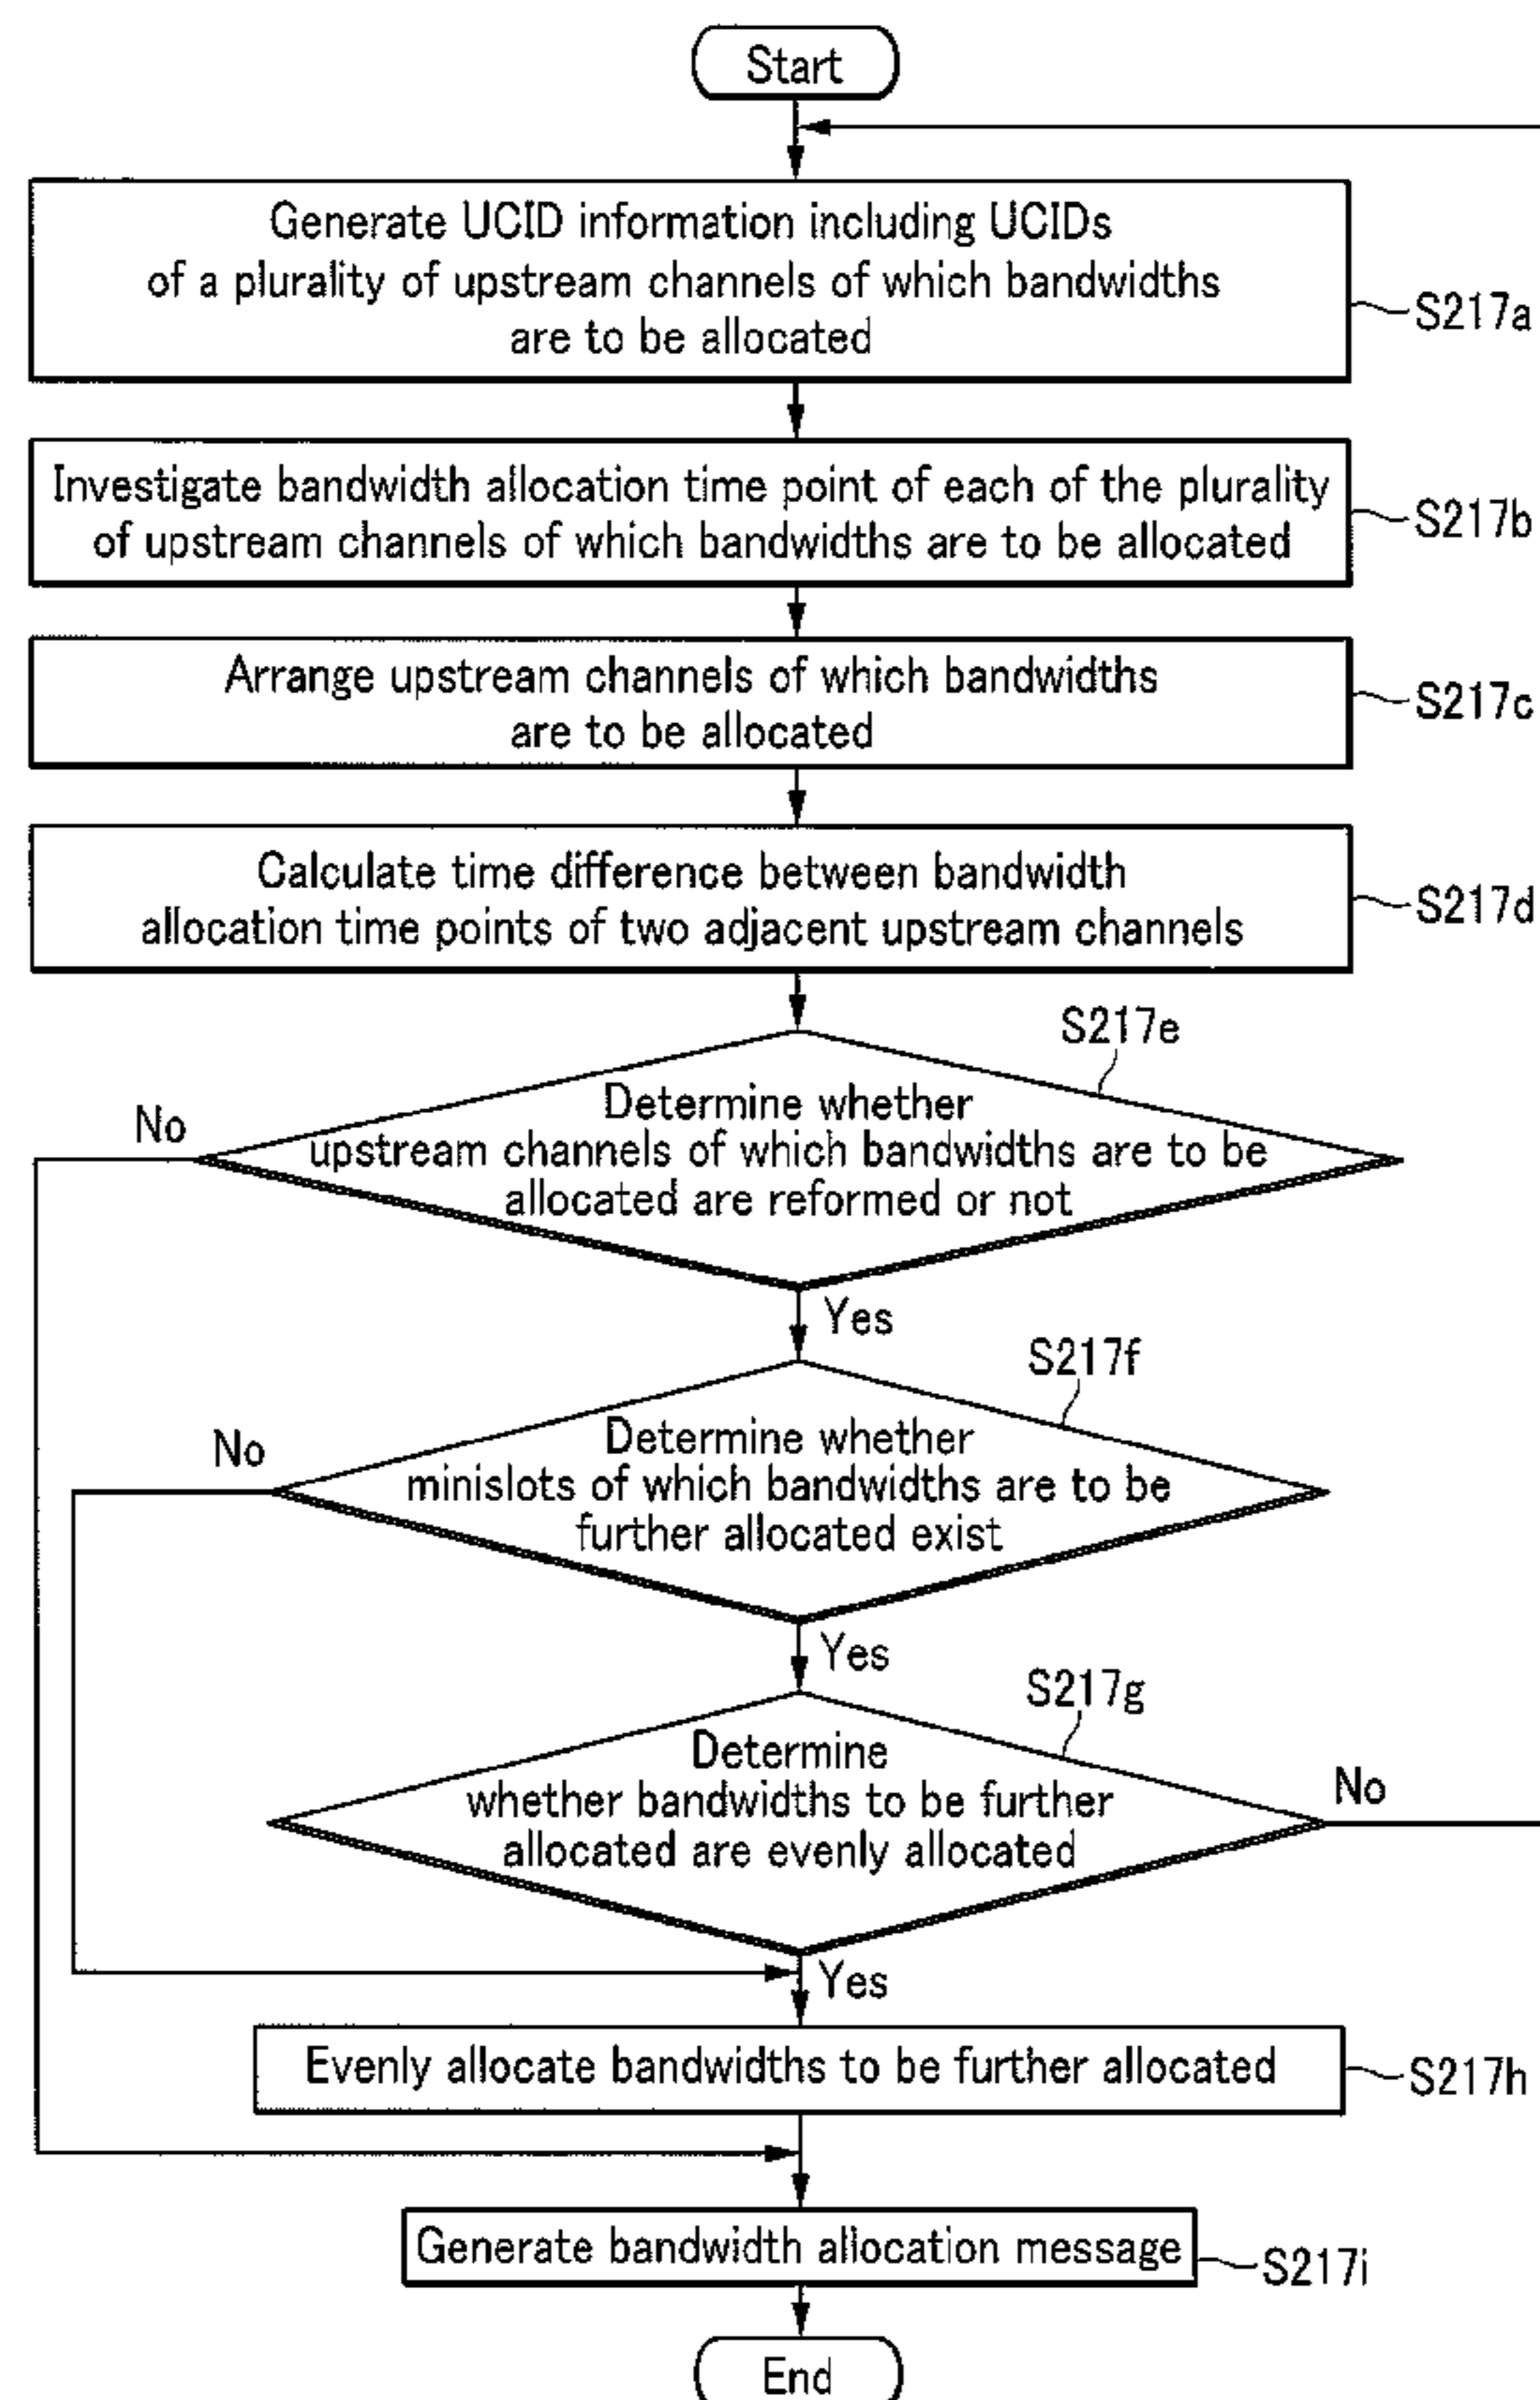 Start
Generate UCID information including UCIDs
of a plurality of upstream channels of which bandwidths
are to be allocated
S217a
Investigate bandwidth allocation time point of each of the plurality
of upstream channels of which bandwidths are to be allocated
S217b
Arrange upstream channels of which bandwidths
are to be allocated
S217c
Calculate time difference between bandwidth
allocation time points of two adjacent upstream channels
S217d
S217e
No
Determine whether
upstream channels of which bandwidths are to be
allocated are reformed or not
Yes
S217f
No
Determine whether
minislots of which bandwidths are to be
further allocated exist
Yes
S217g
Determine
whether bandwidths to be further
allocated are evenly allocated
No
Yes
Evenly allocate bandwidths to be further allocated
S217h
Generate bandwidth allocation message
S217i
End